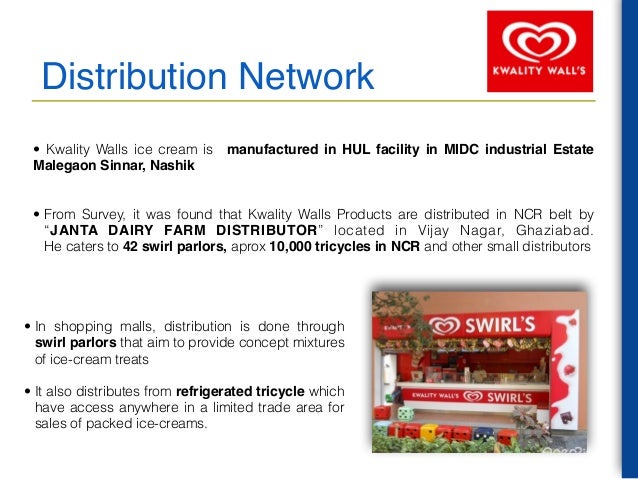 KWALITY WALL'S
Distribution Network
• Kwality Walls ice cream is manufactured in HUL facility in MIDC industrial Estate
Malegaon Sinnar, Nashik
• From Survey, it was found that Kwality Walls Products are distributed in NCR belt by
“JANTA DAIRY FARM DISTRIBUTOR” located in Vijay Nagar, Ghaziabad.
He caters to 42 swirl parlors, aprox 10,000 tricycles in NCR and other small distributors
• In shopping malls, distribution is done through
swirl parlors that aim to provide concept mixtures
of ice-cream treats
• It also distributes from refrigerated tricycle which
have access anywhere in a limited trade area for
sales of packed ice-creams.
SWIRL'S
KWALITY WALL'S SWIRL'S